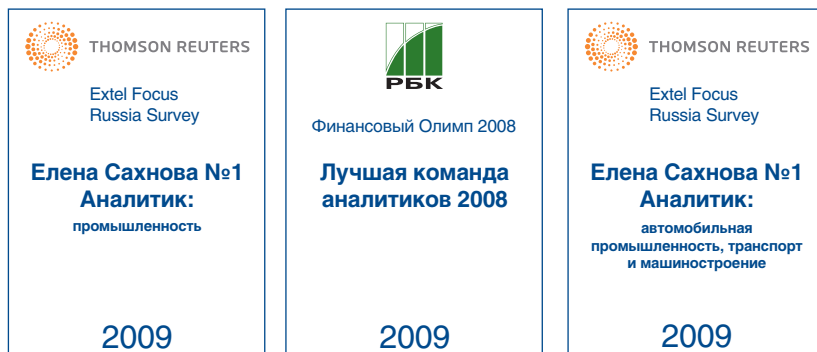 THOMSON REUTERS
Extel Focus
Russia Survey
Елена Сахнова №1
Аналитик:
промышленность
2009
РБК
Финансовый Олимп 2008
Лучшая команда
аналитиков 2008
2009
THOMSON REUTERS
Extel Focus
Russia Survey
Елена Сахнова №1
Аналитик:
автомобильная
промышленность, транспорт
и машиностроение
2009